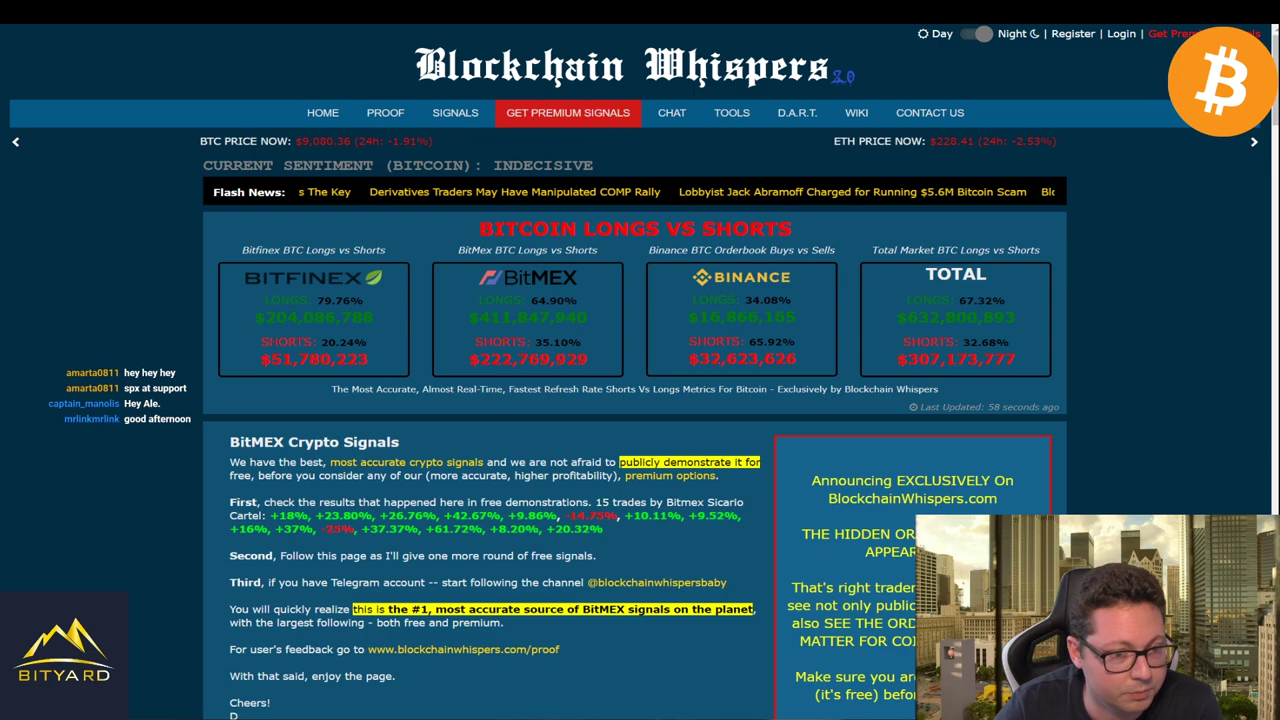 Day Night | Register | Login |
Blockchain Whispers 2.0
HOME PROOF SIGNALS GET PREMIUM SIGNALS CHAT TOOLS D.A.R.T. WIKI CONTACT US
BTC PRICE NOW: $9,080.36 (24h: -1.91%) ETH PRICE NOW: $228.41 (24h: -2.53%)
CURRENT SENTIMENT (BITCOIN): INDECISIVE
Flash News: s The Key Derivatives Traders May Have Manipulated COMP Rally Lobbyist Jack Abramoff Charged for Running $5.6M Bitcoin Scam
BITCOIN LONGS VS SHORTS
Bitfinex BTC Longs vs Shorts BitMex BTC Longs vs Shorts Binance BTC Orderbook Buys vs Sells Total Market BTC Longs vs Shorts
BITFINEX BitMEX BINANCE TOTAL
LONGS: 79.76% LONGS: 64.90% LONGS: 34.08% LONGS: 67.32%
$204,086,788 $411,847,940 $16,866,165 $632,800,893
SHORTS: 20.24% SHORTS: 35.10% SHORTS: 65.92% SHORTS: 32.68%
$51,780,223 $222,769,929 $32,623,626 $307,173,777
The Most Accurate, Almost Real-Time, Fastest Refresh Rate Shorts Vs Longs Metrics For Bitcoin - Exclusively by Blockchain Whispers
Last Updated: 58 seconds ago
amarta0811 hey hey hey
amarta0811 spx at support
captain_manolis Hey Ale.
mrlinkmrlink good afternoon
BitMEX Crypto Signals
We have the best, most accurate crypto signals and we are not afraid to publicly demonstrate it for
free, before you consider any of our (more accurate, higher profitability), premium options.
First, check the results that happened here in free demonstrations. 15 trades by Bitmex Sicario
Cartel: +18%, +23.80%, +26.76%, +42.67%, +9.86%, -14.75%, +10.11%, +9.52%,
+16%, +37%, -25%, +37.37%, +61.72%, +8.20%, +20.32%
Second, Follow this page as I'll give one more round of free signals.
Third, if you have Telegram account -- start following the channel @blockchainwhispersbaby
You will quickly realize this is the #1, most accurate source of BitMEX signals on the planet,
with the largest following - both free and premium.
For user's feedback go to www.blockchainwhispers.com/proof
With that said, enjoy the page.
Cheers!
D
Announcing EXCLUSIVELY On
BlockchainWhispers.com
THE HIDDEN
APPEAR
That's right
see not only
also SEE THE
MATTER FOR
Make sure you
(it's free)
BITYARD